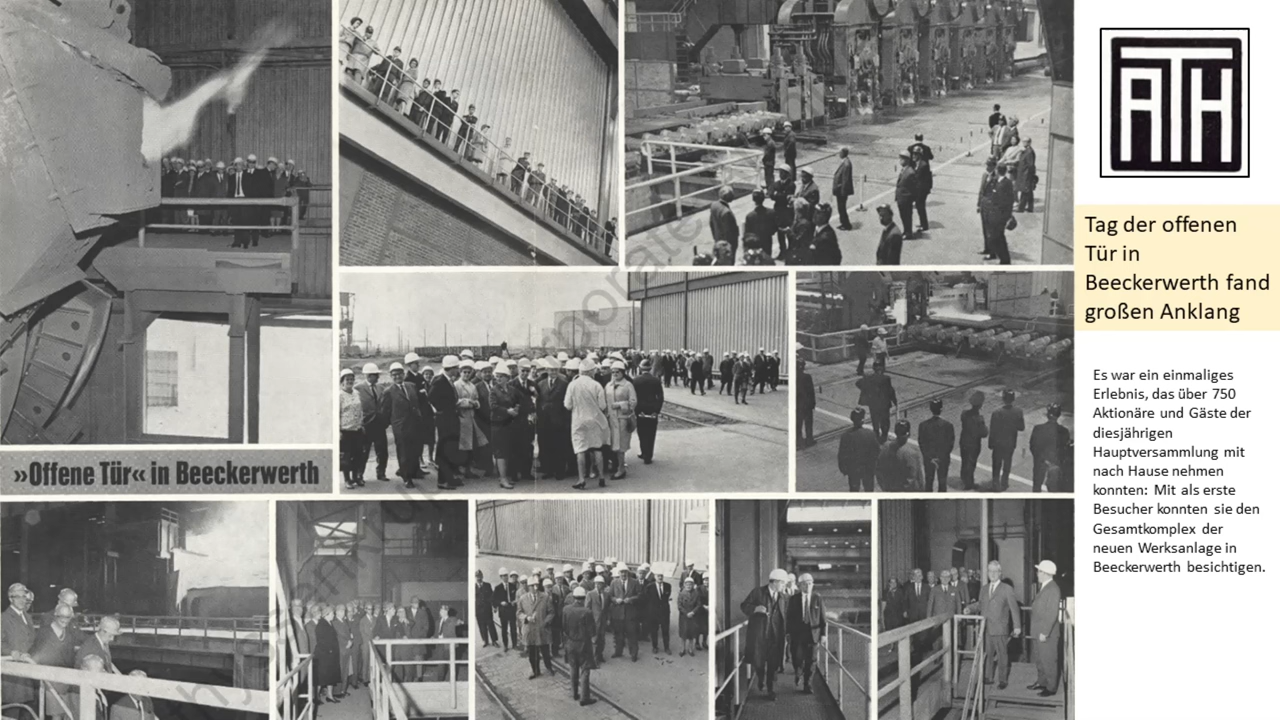 ATH
Tag der offenen
Tür in
Beeckerwerth fand
großen Anklang
Es war ein einmaliges
Erlebnis, das über 750
Aktionäre und Gäste der
diesjährigen
Hauptversammlung mit
nach Hause nehmen
konnten: Mit als erste
Besucher konnten sie den
Gesamtkomplex der
neuen Werksanlage in
Beeckerwerth besichtigen.
»Offene Tür« in Beeckerwerth